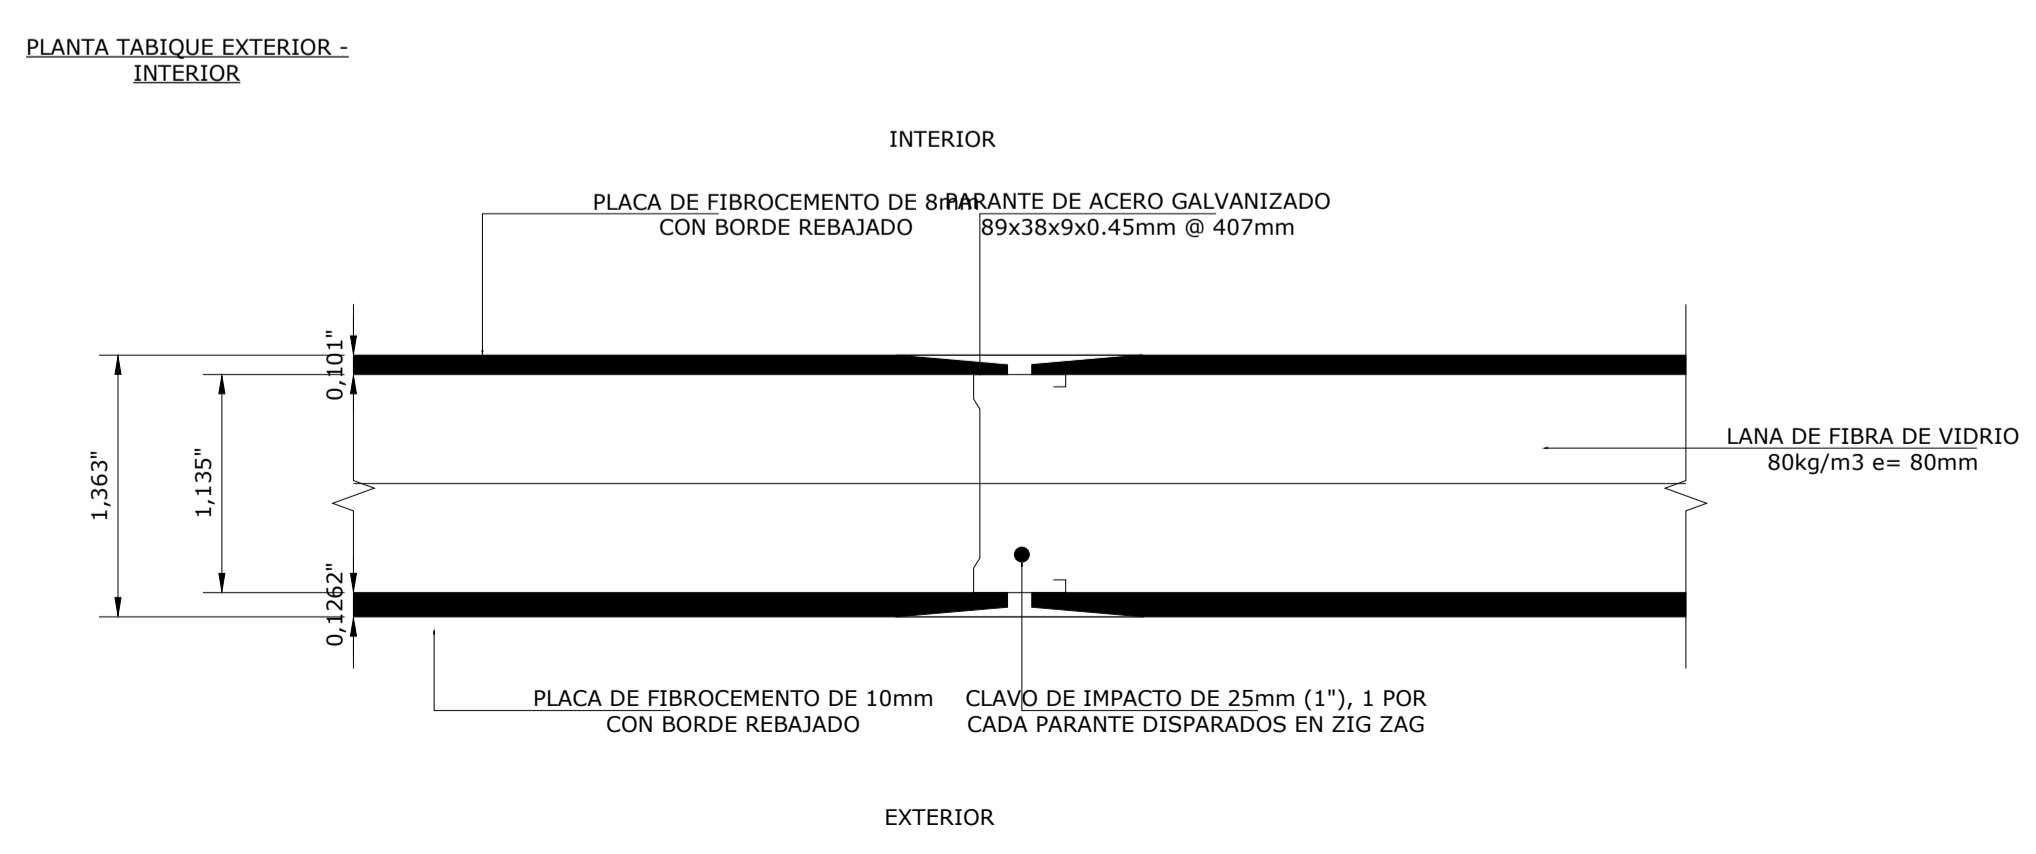 PLANTA TABIQUE EXTERIOR -
INTERIOR
INTERIOR
PLACA DE FIBROCEMENTO DE 8mm
CON BORDE REBAJADO
PARANTE DE ACERO GALVANIZADO
89x38x9x0.45mm @ 407mm
0,101"
1,363"
1,135"
0,1262"
LANA DE FIBRA DE VIDRIO
80kg/m3 e= 80mm
PLACA DE FIBROCEMENTO DE 10mm
CON BORDE REBAJADO
CLAVO DE IMPACTO DE 25mm (1"), 1 POR
CADA PARANTE DISPARADOS EN ZIG ZAG
EXTERIOR